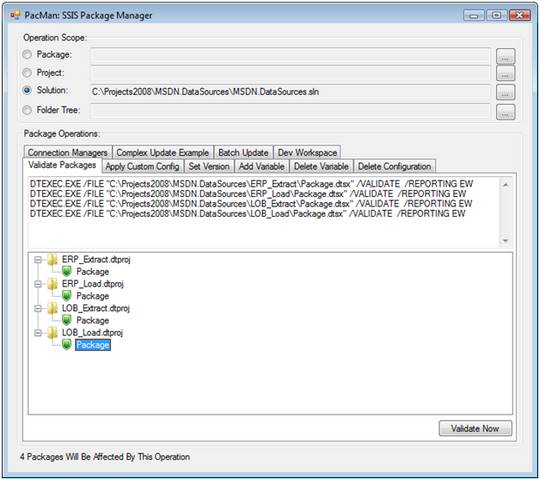 PacMan: SSIS Package Manager
Operation Scope:
Package:
...
Project:
...
Solution: C:\Projects2008\MSDN.DataSources\MSDN.DataSources.sln ...
Folder Tree:
...
Package Operations:
Connection Managers Complex Update Example Batch Update Dev Workspace
Validate Packages Apply Custom Config Set Version Add Variable Delete Variable Delete Configuration
DTEXEC.EXE /FILE "C:\Projects2008\MSDN.DataSources\ERP_Extract\Package.dtsx" /VALIDATE /REPORTING EW
DTEXEC.EXE /FILE "C:\Projects2008\MSDN.DataSources\ERP_Load\Package.dtsx" /VALIDATE /REPORTING EW
DTEXEC.EXE /FILE "C:\Projects2008\MSDN.DataSources\LOB_Extract\Package.dtsx" /VALIDATE /REPORTING EW
DTEXEC.EXE /FILE "C:\Projects2008\MSDN.DataSources\LOB_Load\Package.dtsx" /VALIDATE /REPORTING EW
ERP_Extract.dtproj
Package
ERP_Load.dtproj
Package
LOB_Extract.dtproj
Package
LOB_Load.dtproj
Package
Validate Now
4 Packages Will Be Affected By This Operation